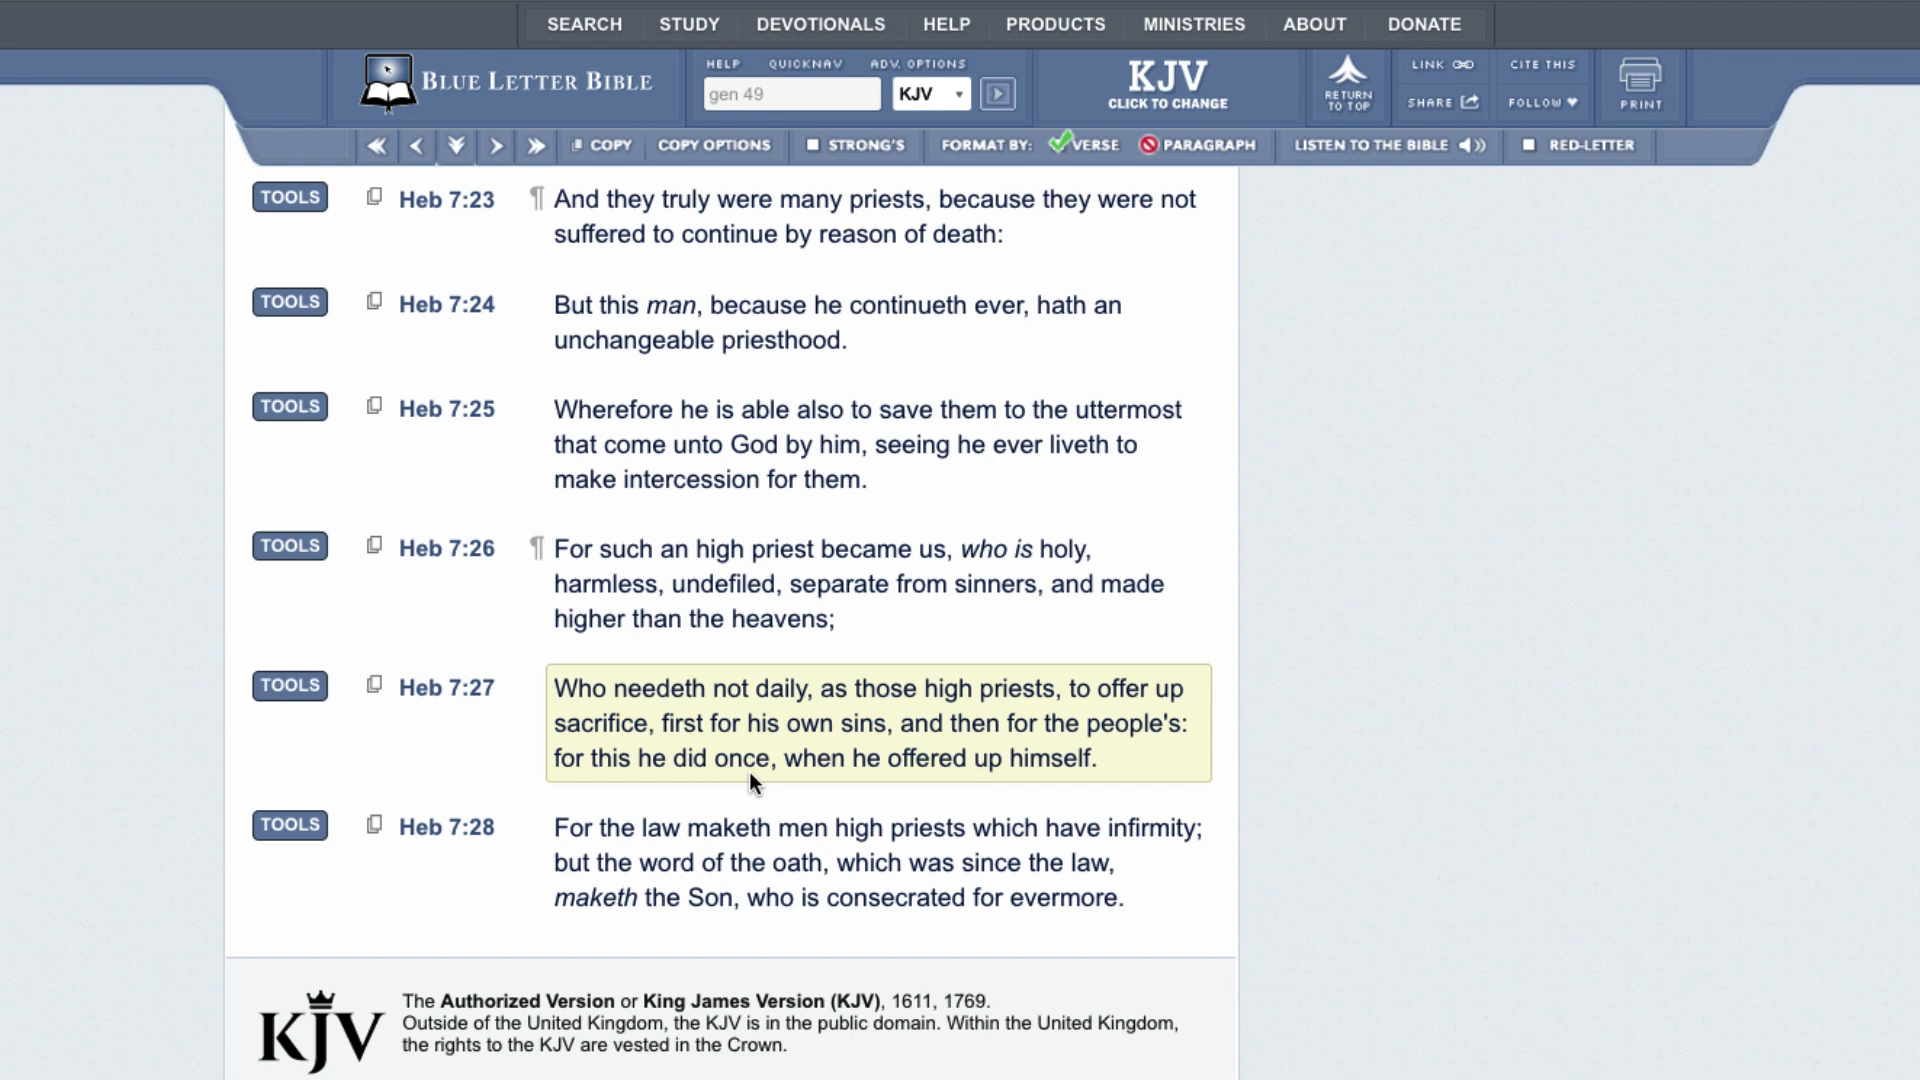 SEARCH STUDY DEVOTIONALS HELP PRODUCTS MINISTRIES ABOUT DONATE
BLUE LETTER BIBLE
HELP QUICKNAV ADV. OPTIONS
gen 49 KJV
KJV
CLICK TO CHANGE
RETURN
TO TOP
LINK CITE THIS
SHARE FOLLOW
PRINT
COPY COPY OPTIONS STRONG'S FORMAT BY: VERSE PARAGRAPH LISTEN TO THE BIBLE RED-LETTER
TOOLS Heb 7:23 ¶ And they truly were many priests, because they were not
suffered to continue by reason of death:
TOOLS Heb 7:24 But this man, because he continueth ever, hath an
unchangeable priesthood.
TOOLS Heb 7:25 Wherefore he is able also to save them to the uttermost
that come unto God by him, seeing he ever liveth to
make intercession for them.
TOOLS Heb 7:26 ¶ For such an high priest became us, who is holy,
harmless, undefiled, separate from sinners, and made
higher than the heavens;
TOOLS Heb 7:27 Who needeth not daily, as those high priests, to offer up
sacrifice, first for his own sins, and then for the people's:
for this he did once, when he offered up himself.
TOOLS Heb 7:28 For the law maketh men high priests which have infirmity;
but the word of the oath, which was since the law,
maketh the Son, who is consecrated for evermore.
KJV
The Authorized Version or King James Version (KJV), 1611, 1769.
Outside of the United Kingdom, the KJV is in the public domain. Within the United Kingdom,
the rights to the KJV are vested in the Crown.